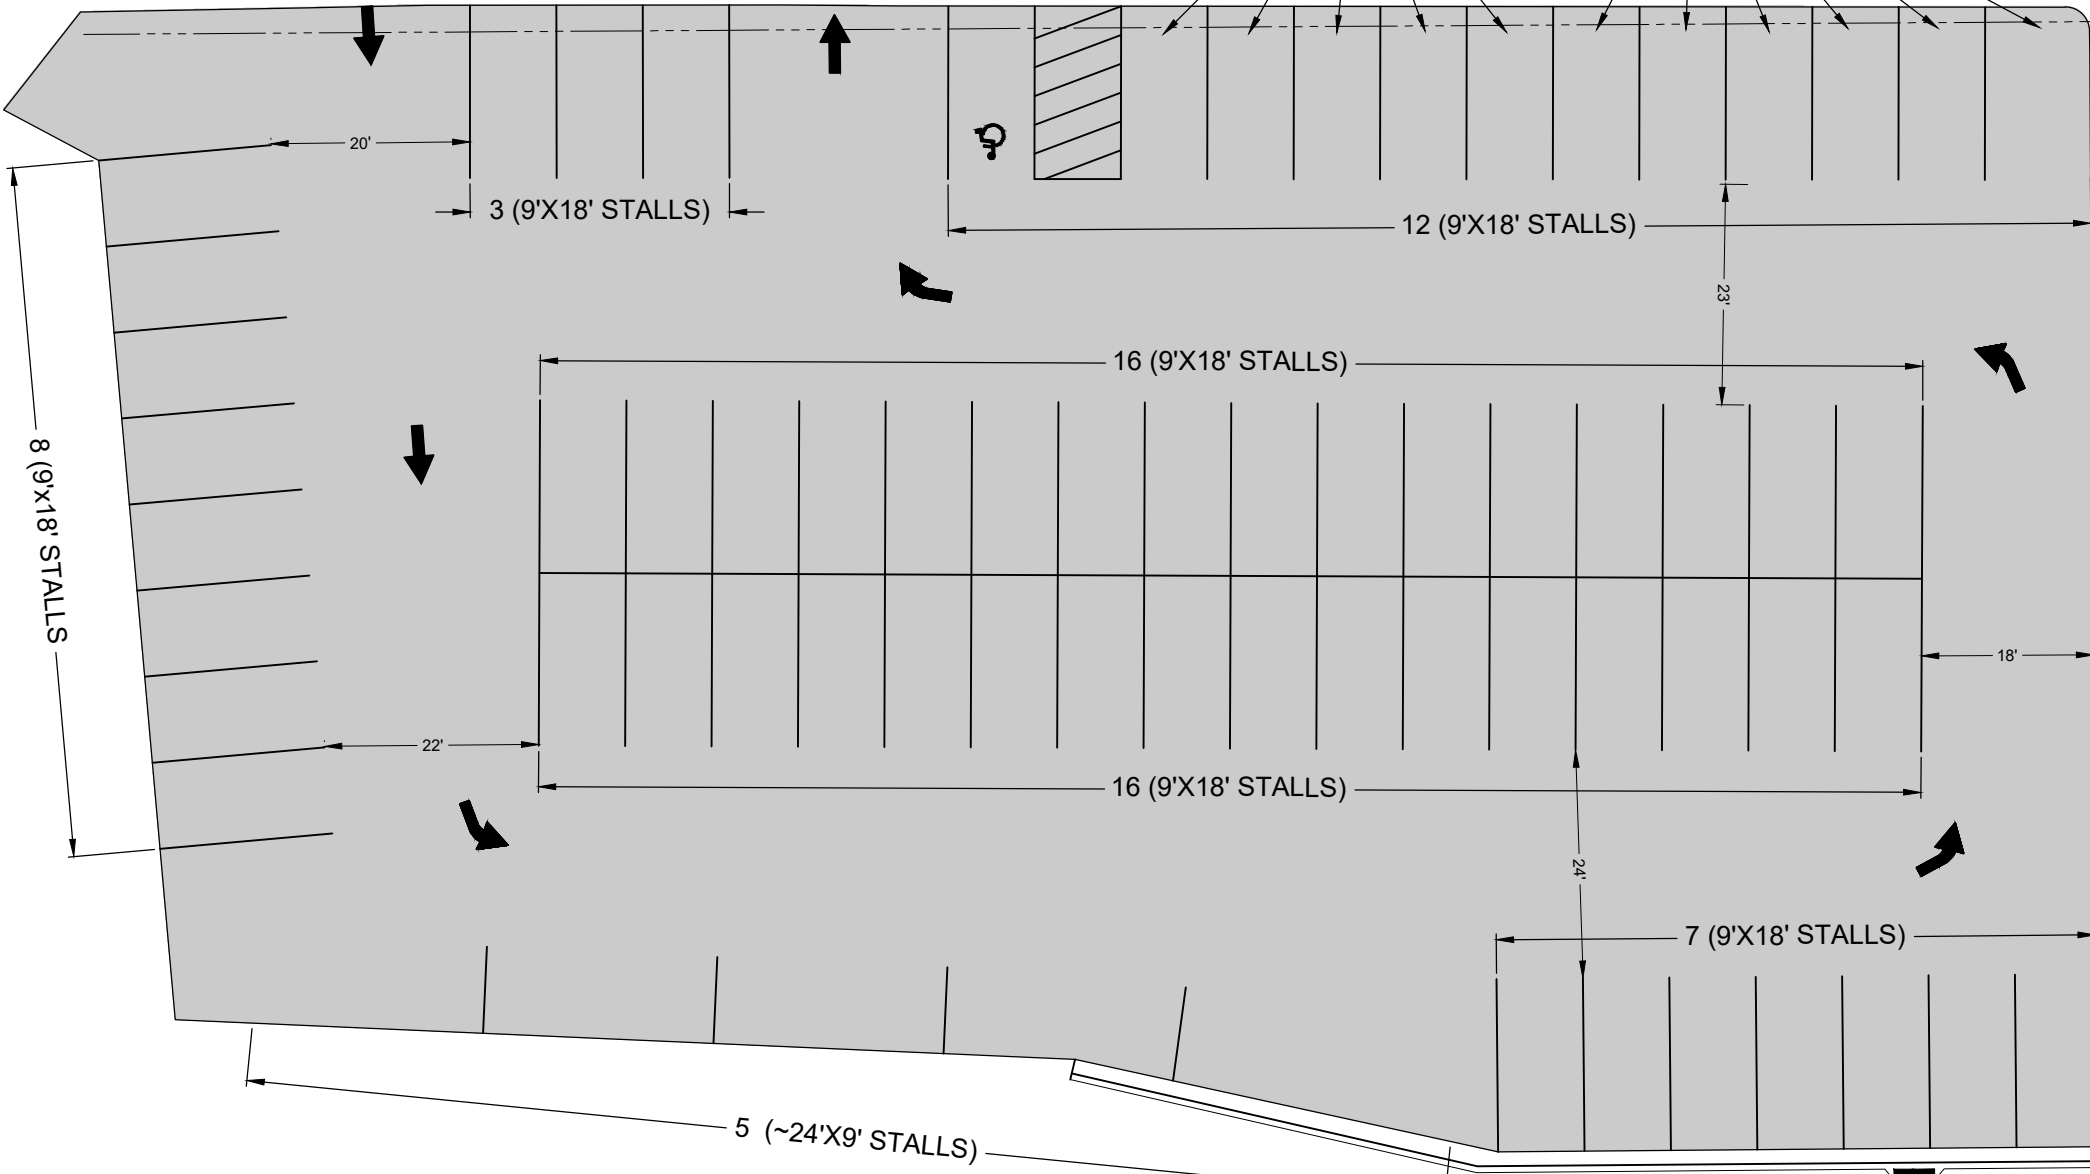 20'
3 (9'X18' STALLS)
12 (9'X18' STALLS)
23'
16 (9'X18' STALLS)
8 (9'x18' STALLS
18'
22'
16 (9'X18' STALLS)
24'
7 (9'X18' STALLS)
5 (~24'X9' STALLS)